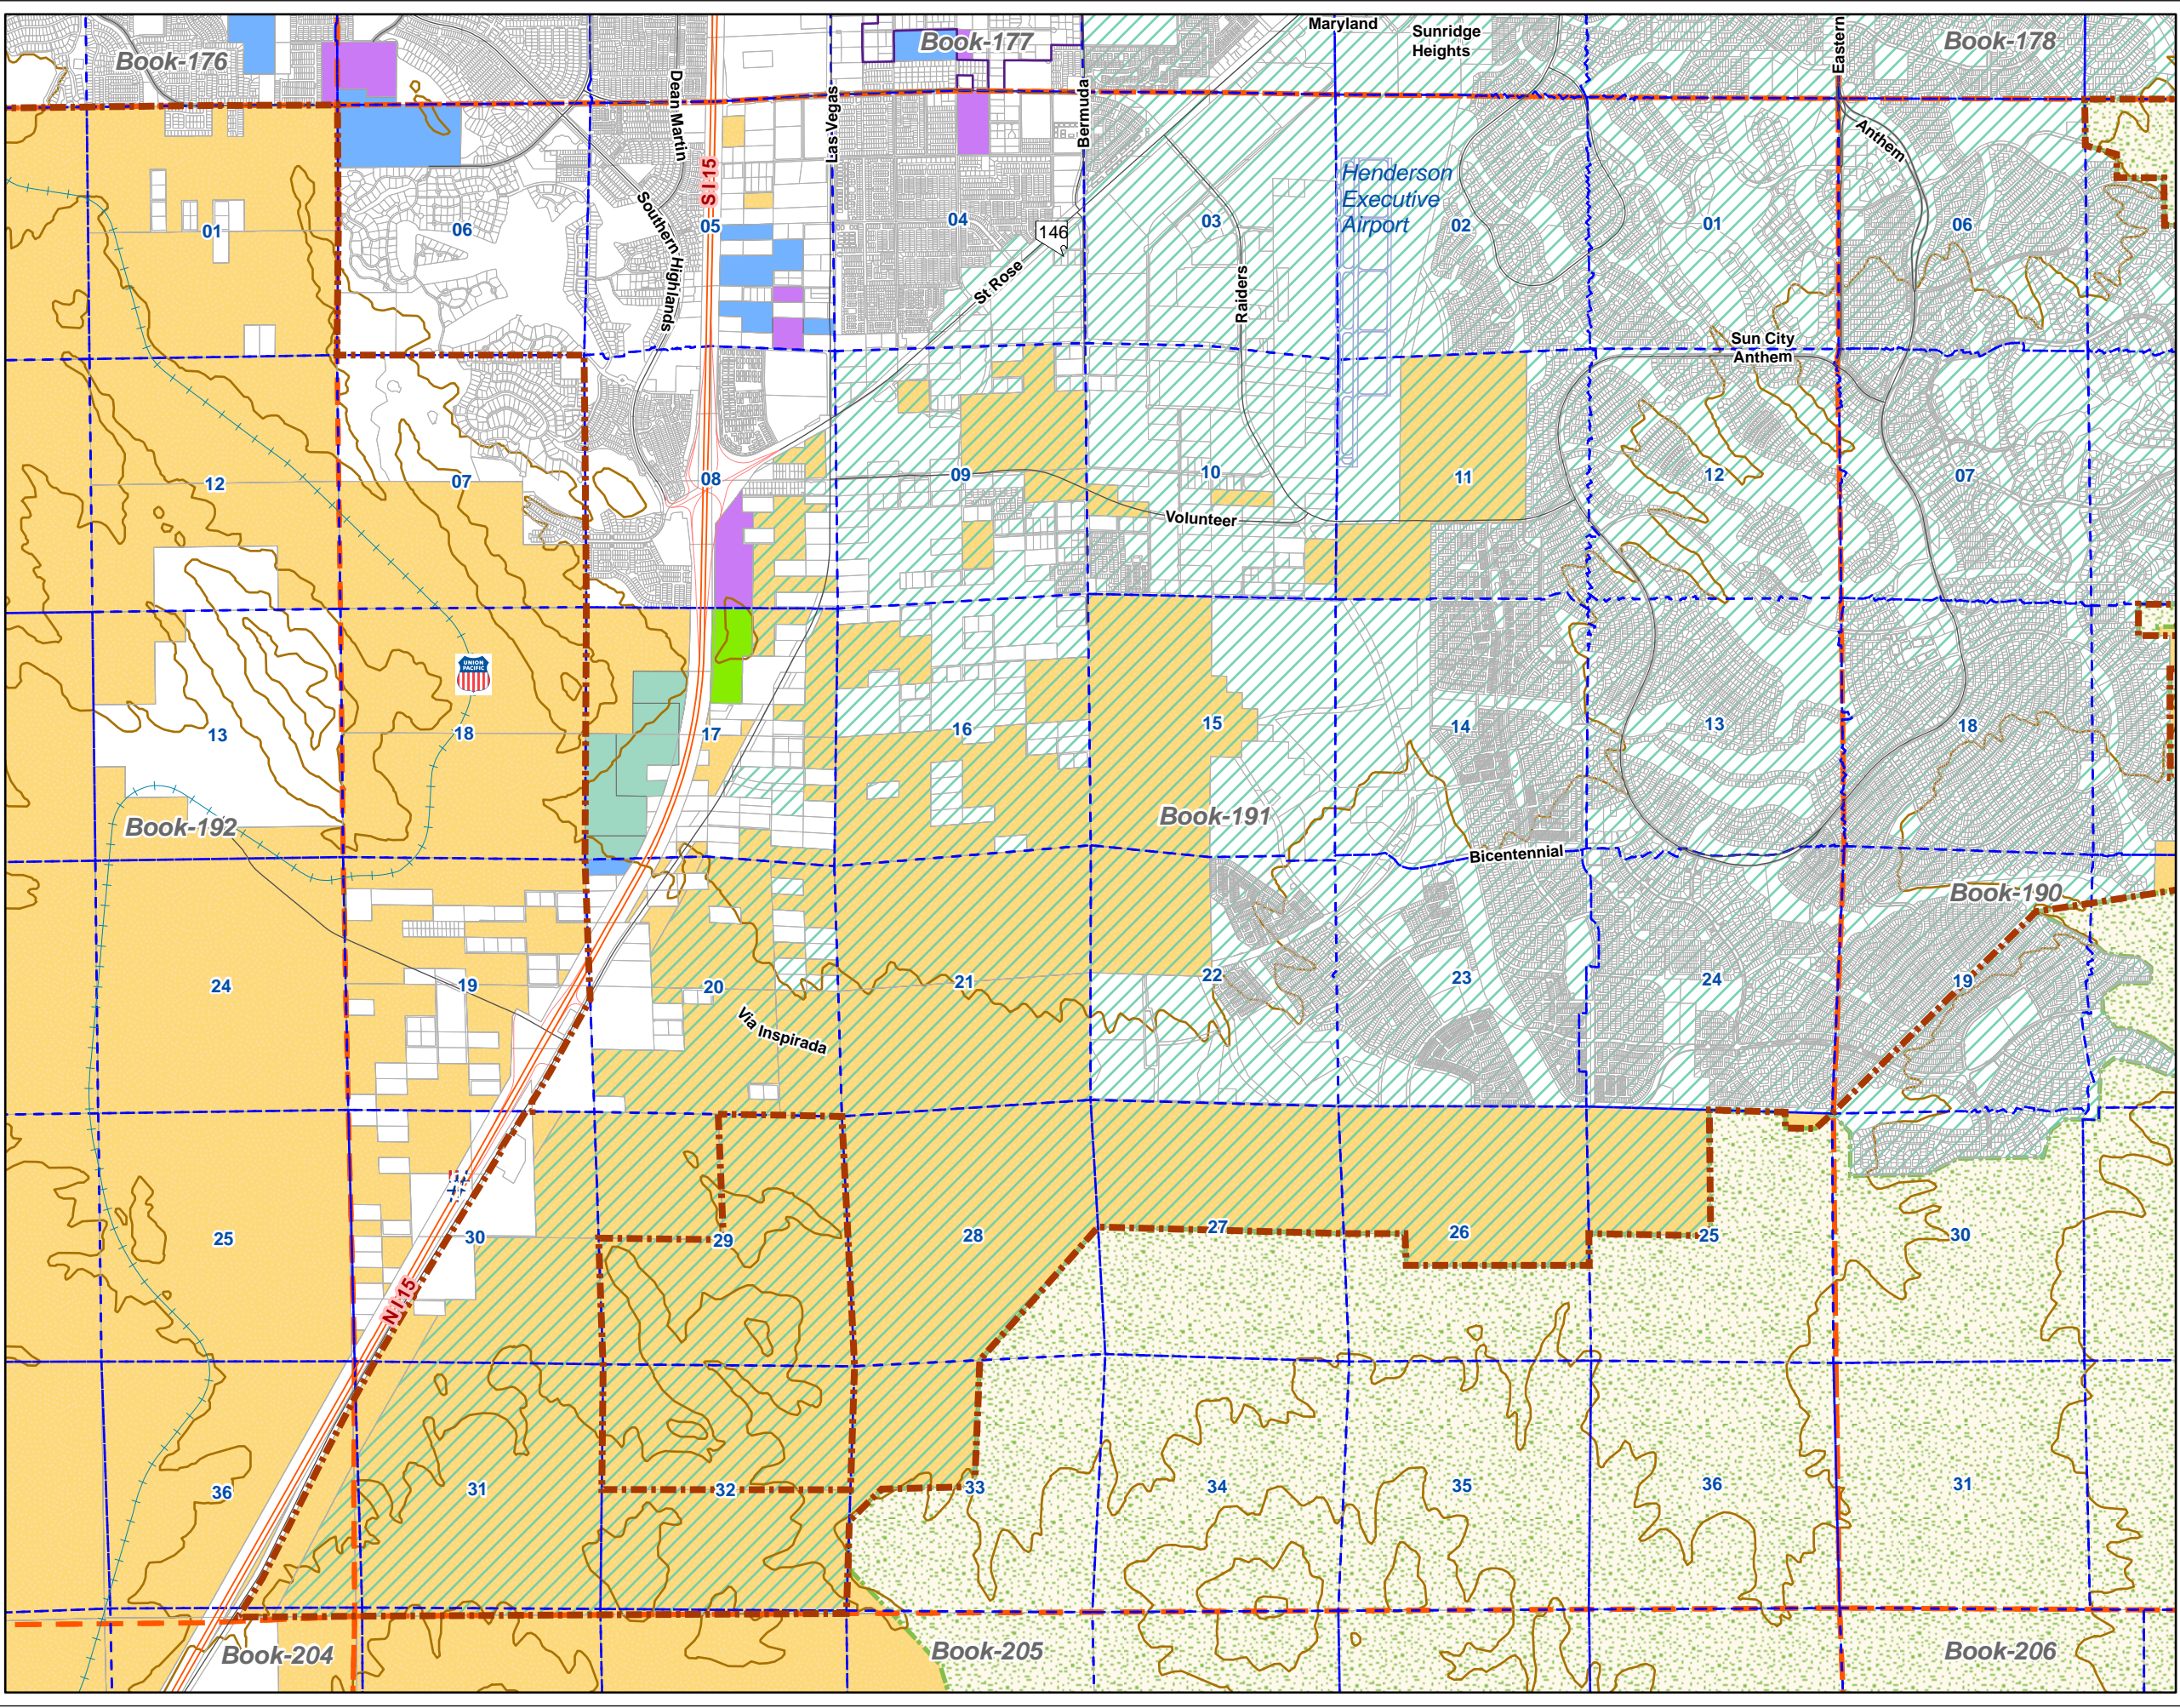 Maryland
Sunridge
Heights
Eastern
Book-176
Book-177
Book-178
Dean Martin
Las Vegas
Bermuda
Anthem
S I 15
Henderson
Executive
Airport
01
06
05
04
03
02
01
06
146
Southern Highlands
St Rose
Raiders
Sun City
Anthem
12
07
08
09
10
11
12
07
Volunteer
UNION
PACIFIC
13
18
17
16
15
14
13
18
Book-192
Book-191
Bicentennial
Book-190
24
19
20
21
22
23
24
19
Via Inspirada
25
30
29
28
27
26
25
30
N I 15
36
31
32
33
34
35
36
31
Book-204
Book-205
Book-206